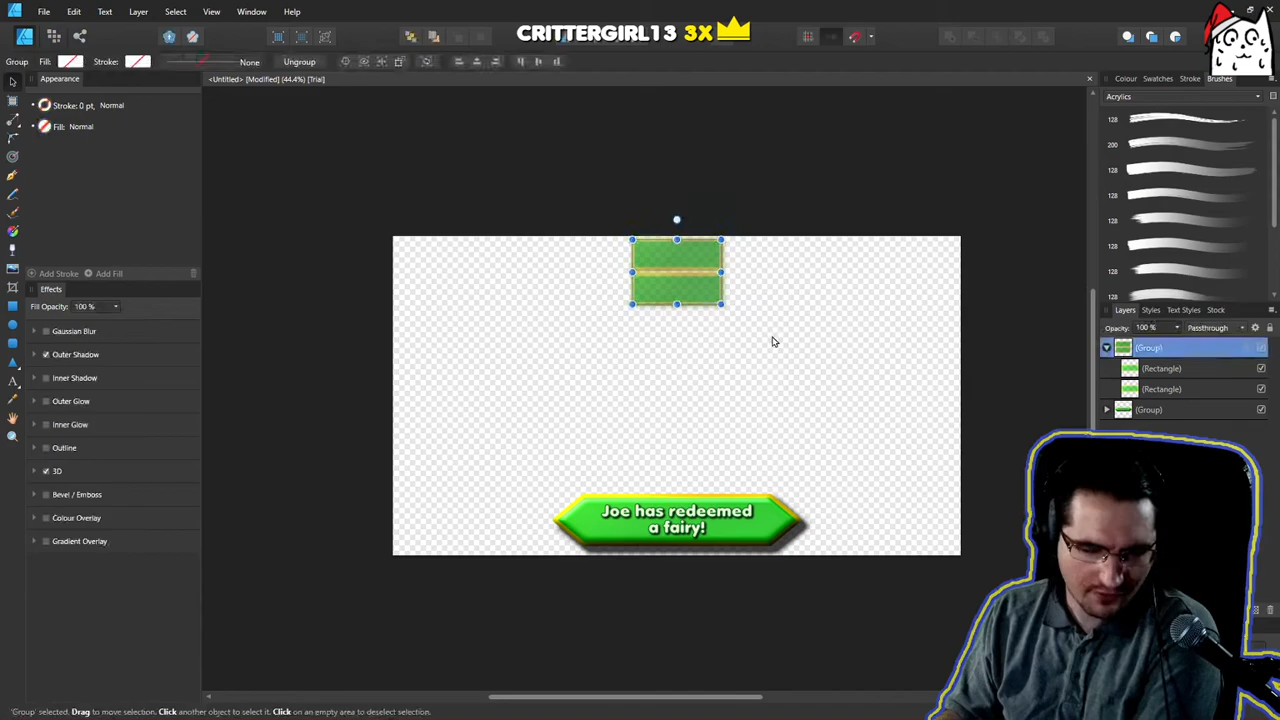 File Edit Text Layer Select View Window Help
CRITTERGIRL13 3X
Group Fill: Stroke: None Ungroup
Appearance
<Untitled> [Modified] (44.4%) [Trial]
Colour Swatches Stroke Brushes
Acrylics
Stroke: 0 pt, Normal
Fill: Normal
128
200
128
128
128
128
128
128
Add Stroke Add Fill
Effects
Fill Opacity: 100 %
Gaussian Blur
Outer Shadow
Inner Shadow
Outer Glow
Inner Glow
Outline
3D
Bevel / Emboss
Colour Overlay
Gradient Overlay
Layers Styles Text Styles Stock
Opacity: 100 % Passthrough
(Group)
(Rectangle)
(Rectangle)
(Group)
Joe has redeemed
a fairy!
'Group' selected. Drag to move selection. Click another object to select it. Click on an empty area to deselect selection.